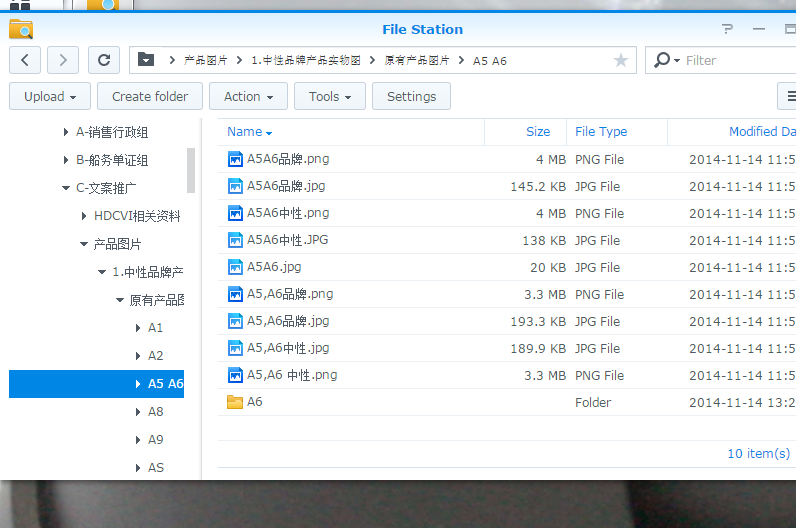 File Station
产品图片 1.中性品牌产品实物图 原有产品图片 A5 A6
Filter
Upload Create folder Action Tools Settings
A-销售行政组
B-船务单证组
C-文案推广
HDCVI相关资料
产品图片
1.中性品牌产
原有产品图
A1
A2
A5 A6
A8
A9
AS
Name Size File Type Modified Da
A5A6品牌.png 4 MB PNG File 2014-11-14 11:5
A5A6品牌.jpg 145.2 KB JPG File 2014-11-14 11:5
A5A6中性.png 4 MB PNG File 2014-11-14 11:5
A5A6中性.JPG 138 KB JPG File 2014-11-14 11:5
A5A6.jpg 20 KB JPG File 2014-11-14 11:5
A5,A6品牌.png 3.3 MB PNG File 2014-11-14 11:5
A5,A6品牌.jpg 193.3 KB JPG File 2014-11-14 11:5
A5,A6中性.jpg 189.9 KB JPG File 2014-11-14 11:5
A5,A6 中性.png 3.3 MB PNG File 2014-11-14 11:5
A6 Folder 2014-11-14 13:2
10 item(s)